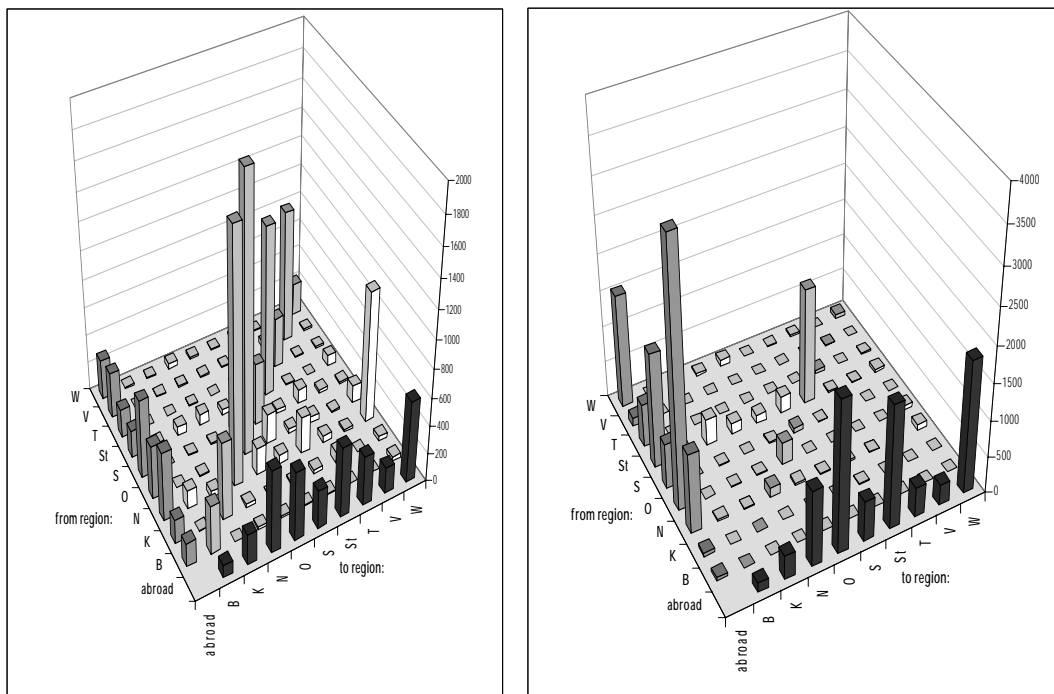 2000
1800
1600
1400
1200
1000
800
600
400
200
0
W
V
T
St
S
O
N
K
B
abroad
from region:
abroad
B
K
N
O
S
St
T
V
W
to region:
4000
3500
3000
2500
2000
1500
1000
500
0
W
V
T
St
S
O
N
K
B
abroad
from region:
abroad
B
K
N
O
S
St
T
V
W
to region: